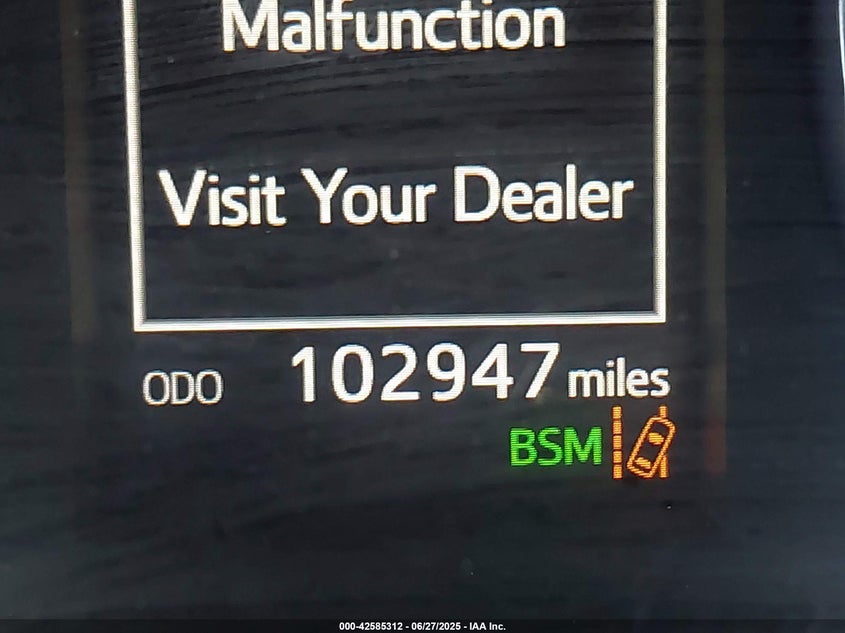 Malfunction
Visit Your Dealer
ODO 102947 miles
BSM
000-42585312 - 06/27/2025 - IAA Inc.